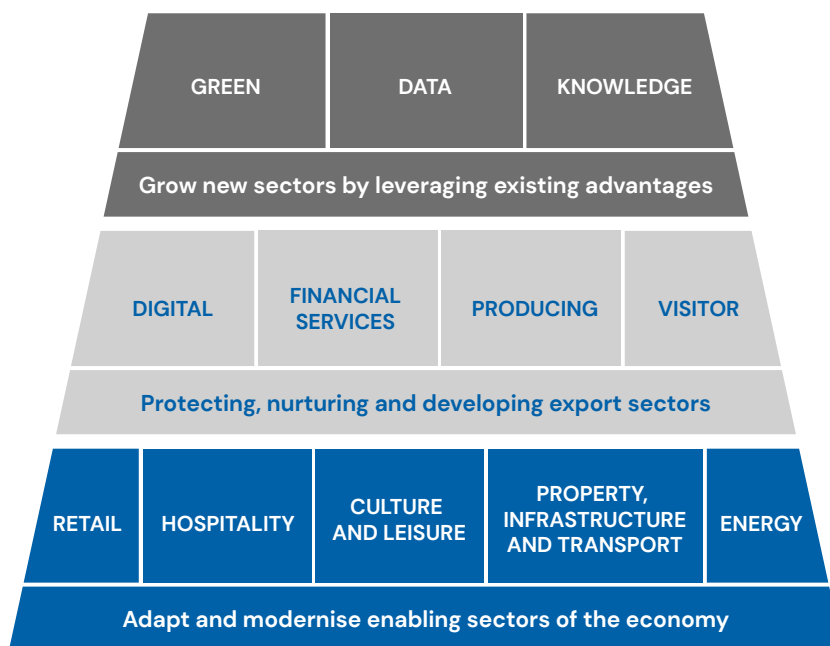 GREEN
DATA
KNOWLEDGE
Grow new sectors by leveraging existing advantages
DIGITAL
FINANCIAL
SERVICES
PRODUCING
VISITOR
Protecting, nurturing and developing export sectors
RETAIL
HOSPITALITY
CULTURE
AND LEISURE
PROPERTY,
INFRASTRUCTURE
AND TRANSPORT
ENERGY
Adapt and modernise enabling sectors of the economy